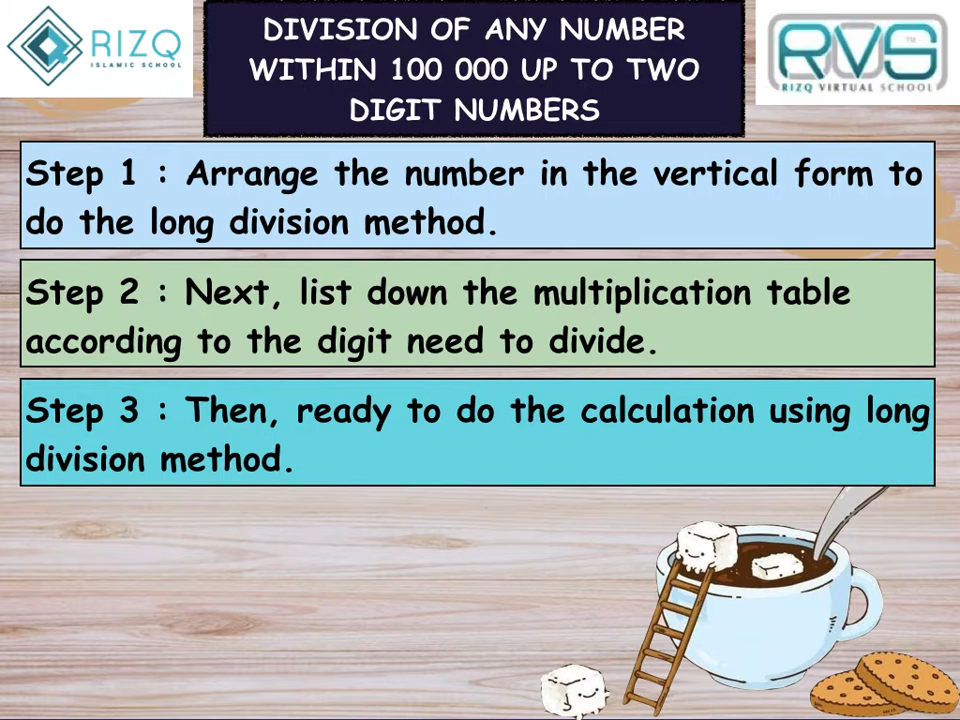 RIZQ
ISLAMIC SCHOOL
DIVISION OF ANY NUMBER
WITHIN 100 000 UP TO TWO
DIGIT NUMBERS
RVS
TM
RIZQ VIRTUAL SCHOOL
Step 1 : Arrange the number in the vertical form to
do the long division method.
Step 2 : Next, list down the multiplication table
according to the digit need to divide.
Step 3 : Then, ready to do the calculation using long
division method.